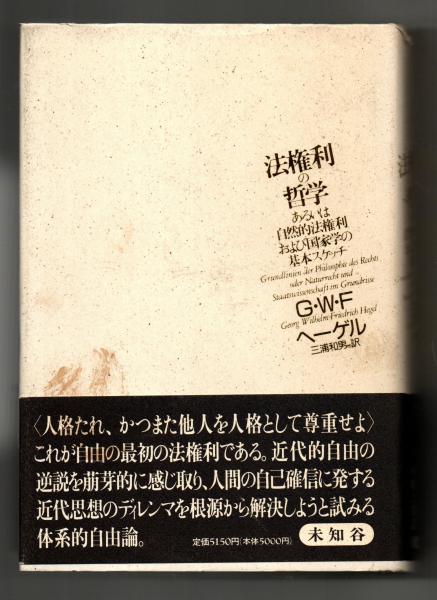 法権利
の
哲学
あるいは
自然的法権利
および国家学の
基本スケッチ
Grundlinien der Philosophie des Rechts
oder Naturrecht und
Staatswissenschaft im Grundrisse
G・W・F
Georg Wilhelm Friedrich Hegel
ヘーゲル
三浦和男 訳
〈人格たれ、かつまた他人を人格として尊重せよ〉
これが自由の最初の法権利である。近代的自由の
逆説を萠芽的に感じ取り、人間の自己確信に発する
近代思想のディレンマを根源から解決しようと試みる
体系的自由論。
定価5150円(本体5000円)
未知谷